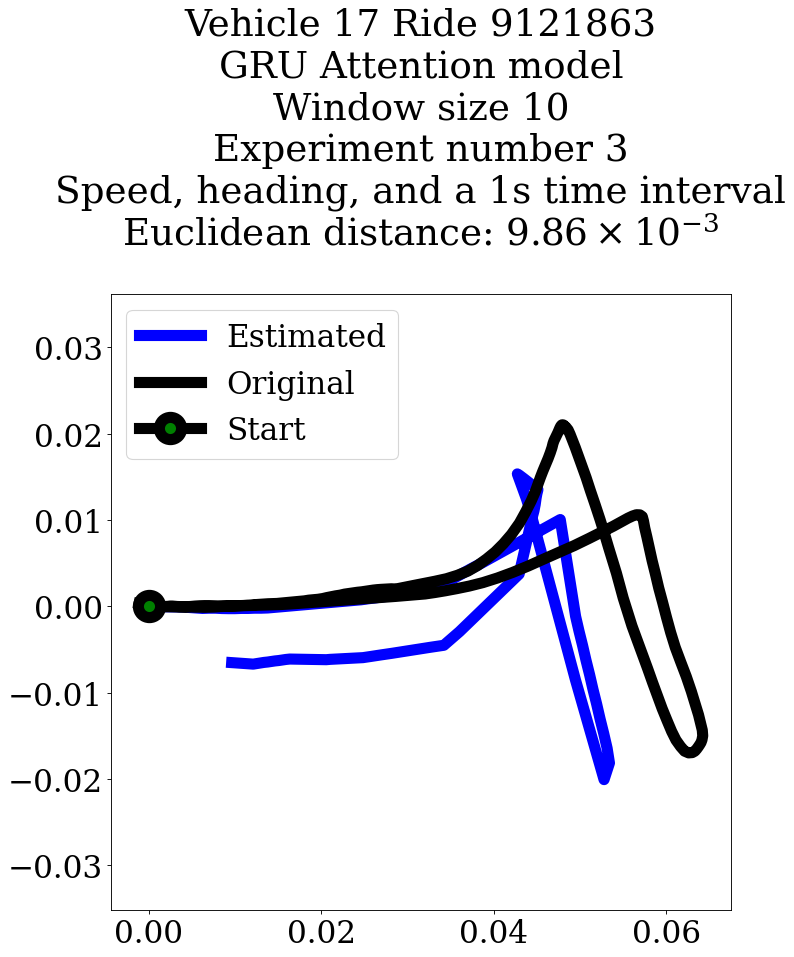 Vehicle 17 Ride 9121863
GRU Attention model
Window size 10
Experiment number 3
Speed, heading, and a 1s time interval
Euclidean distance: 9.86 × 10⁻³
Estimated
Original
Start
0.03
0.02
0.01
0.00
−0.01
−0.02
−0.03
0.00 0.02 0.04 0.06